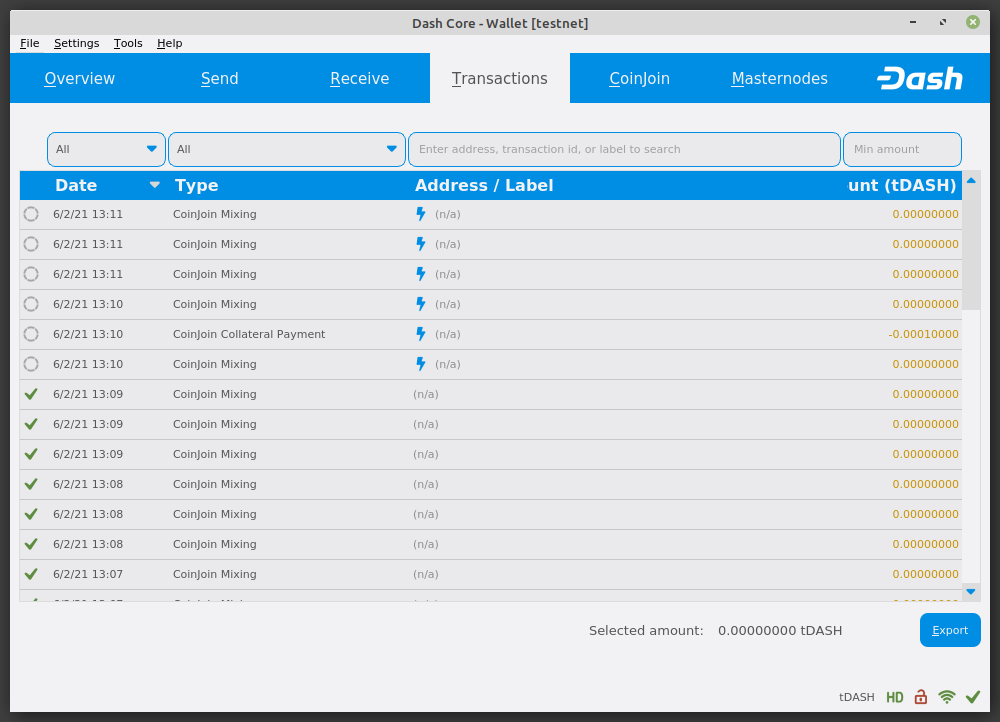 Dash Core - Wallet [testnet]
File Settings Tools Help
Overview Send Receive Transactions CoinJoin Masternodes Dash
All All Enter address, transaction id, or label to search Min amount
Date Type Address / Label unt (tDASH)
6/2/21 13:11 CoinJoin Mixing (n/a) 0.00000000
6/2/21 13:11 CoinJoin Mixing (n/a) 0.00000000
6/2/21 13:11 CoinJoin Mixing (n/a) 0.00000000
6/2/21 13:10 CoinJoin Mixing (n/a) 0.00000000
6/2/21 13:10 CoinJoin Collateral Payment (n/a) -0.00010000
6/2/21 13:10 CoinJoin Mixing (n/a) 0.00000000
6/2/21 13:09 CoinJoin Mixing (n/a) 0.00000000
6/2/21 13:09 CoinJoin Mixing (n/a) 0.00000000
6/2/21 13:09 CoinJoin Mixing (n/a) 0.00000000
6/2/21 13:08 CoinJoin Mixing (n/a) 0.00000000
6/2/21 13:08 CoinJoin Mixing (n/a) 0.00000000
6/2/21 13:08 CoinJoin Mixing (n/a) 0.00000000
6/2/21 13:07 CoinJoin Mixing (n/a) 0.00000000
Selected amount: 0.00000000 tDASH Export
tDASH HD